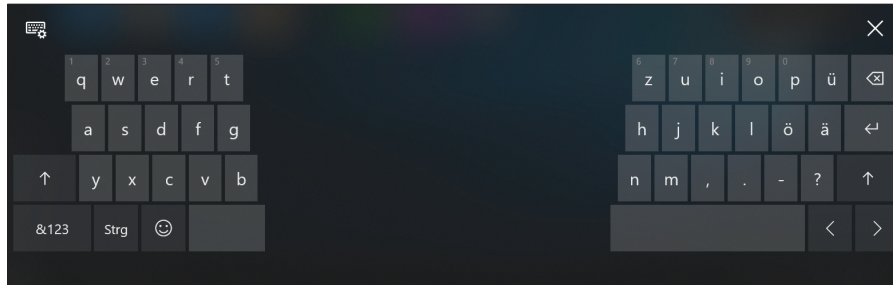 1 2 3 4 5 6 7 8 9 0
q w e r t z u i o p ü
a s d f g h j k l ö ä
y x c v b n m , . - ?
&123 Strg